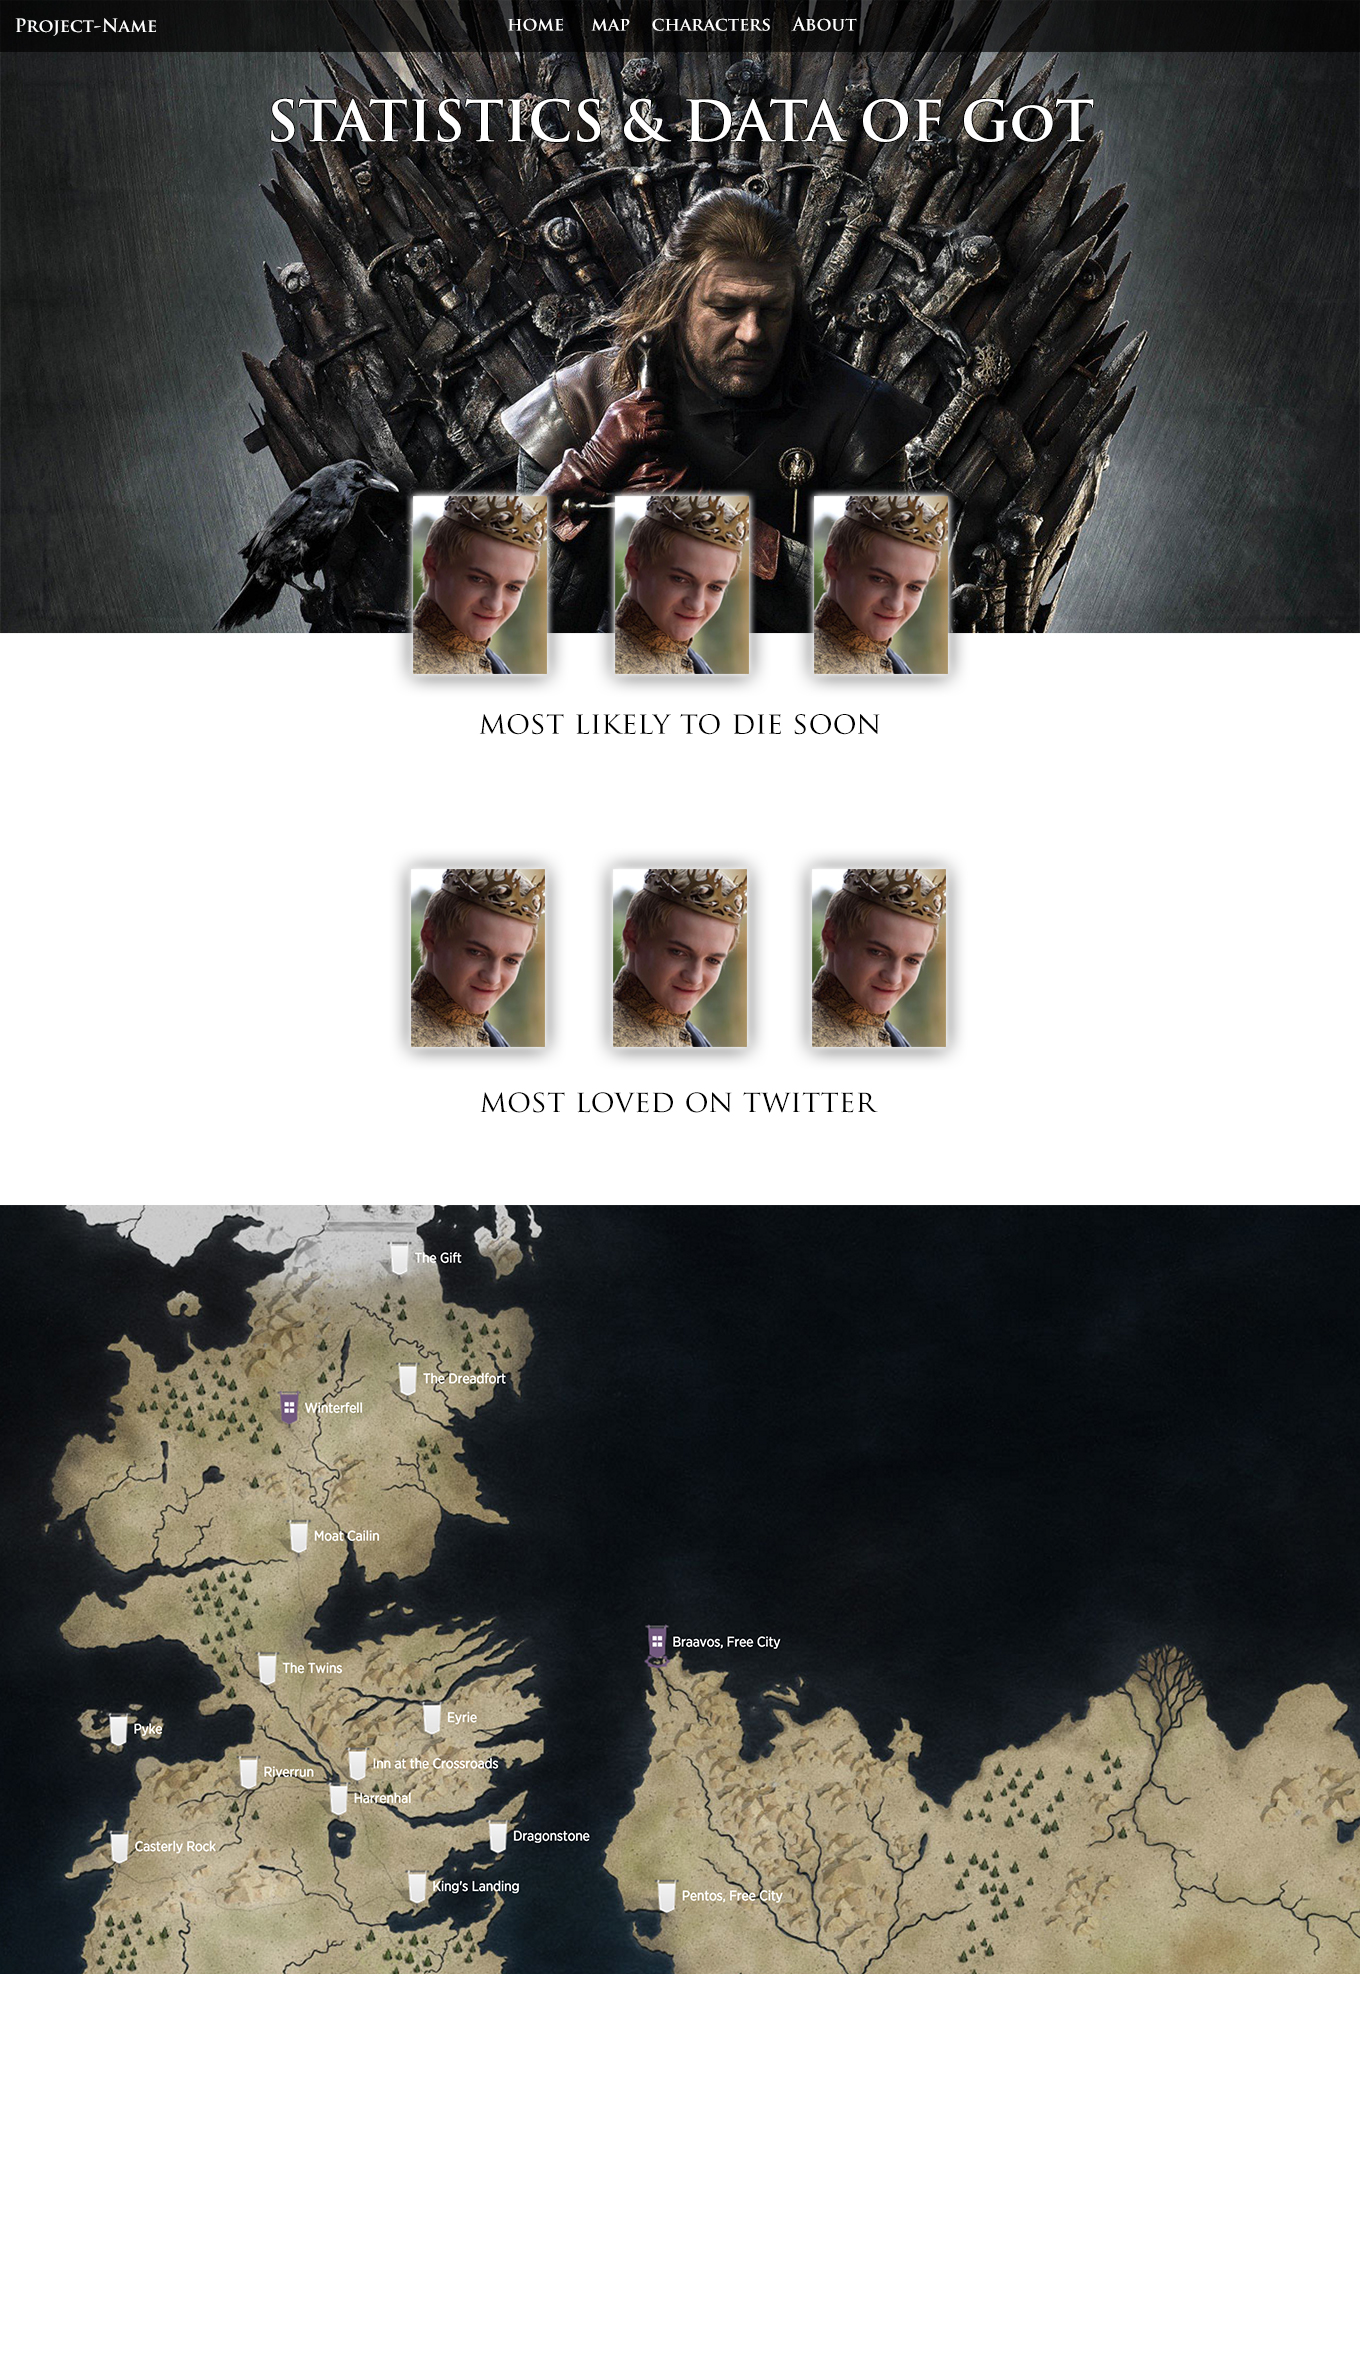 Project-Name
HOME MAP CHARACTERS About
STATISTICS & DATA OF GoT
MOST LIKELY TO DIE SOON
MOST LOVED ON TWITTER
The Gift
The Dreadfort
Winterfell
Moat Cailin
Braavos, Free City
The Twins
Eyrie
Pyke
Inn at the Crossroads
Riverrun
Harrenhal
Dragonstone
Casterly Rock
King's Landing
Pentos, Free City